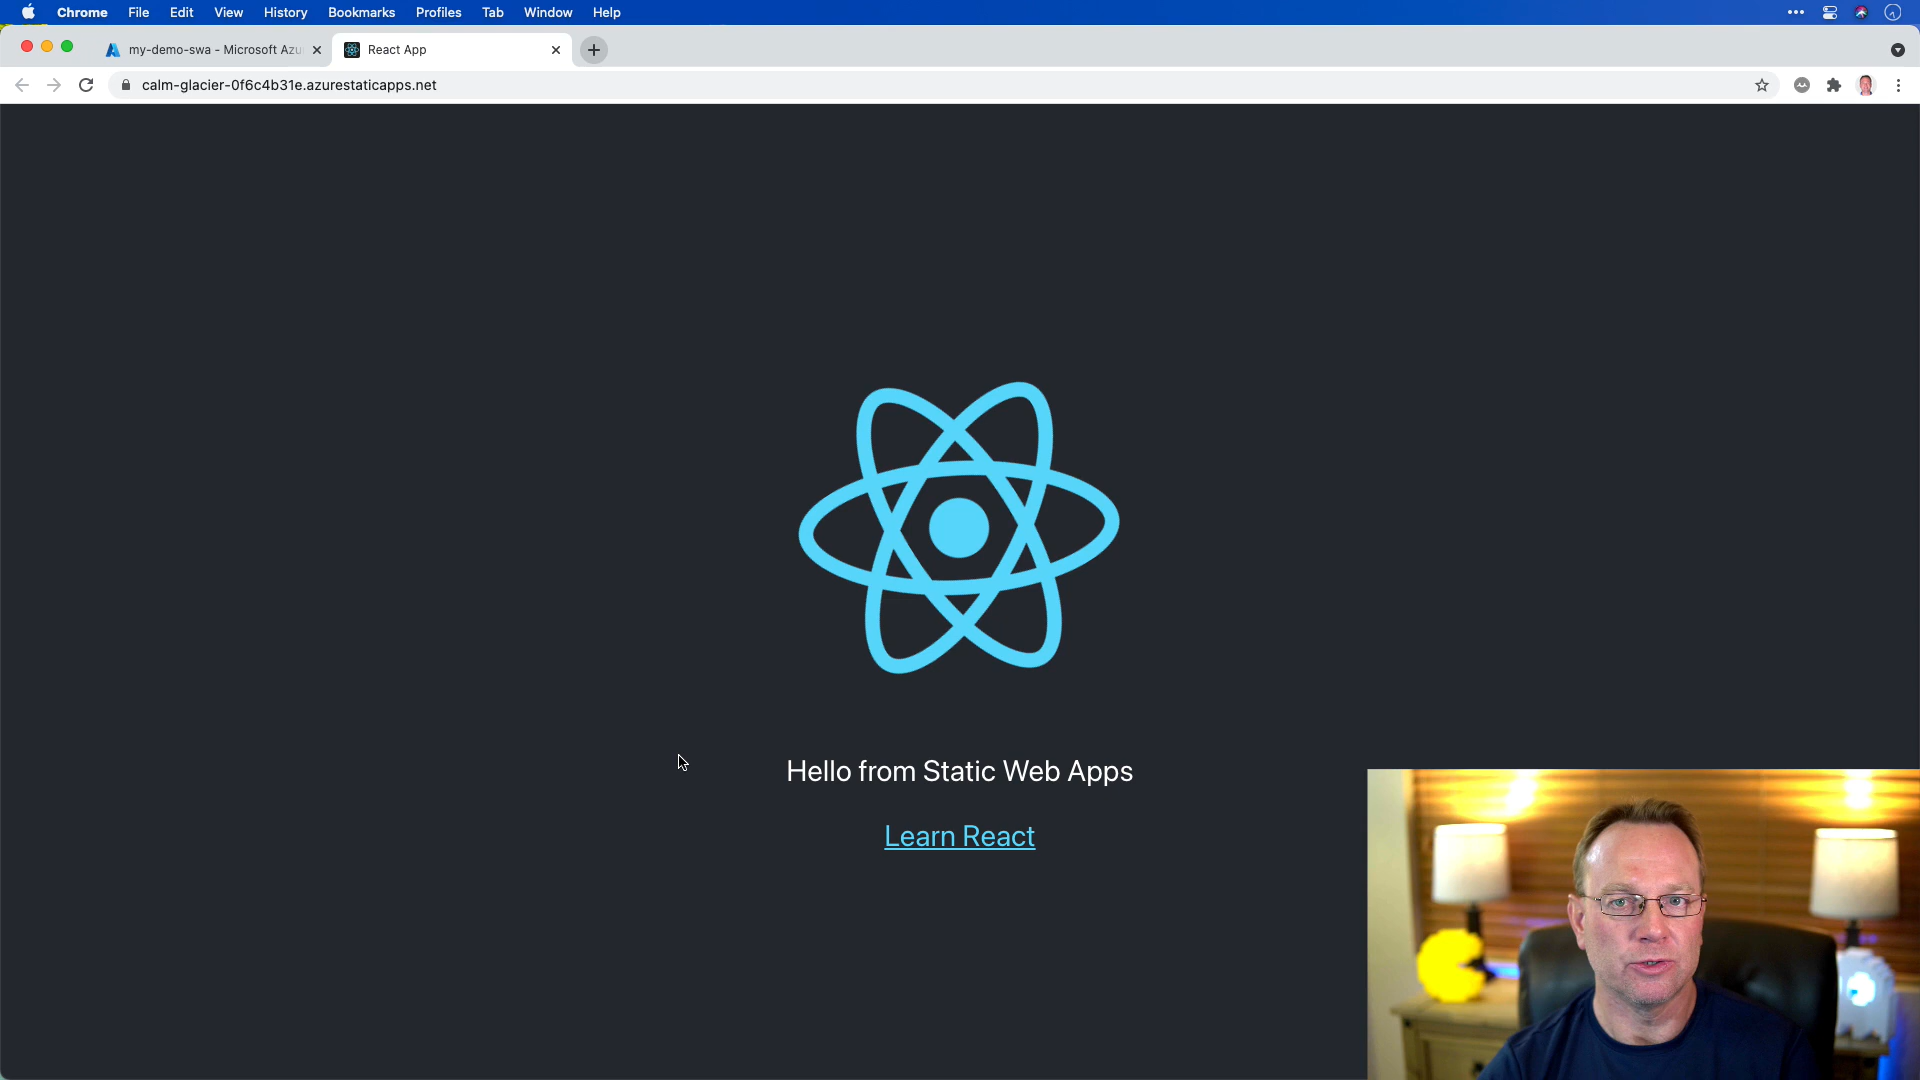 Chrome File Edit View History Bookmarks Profiles Tab Window Help
my-demo-swa - Microsoft Azu
React App
calm-glacier-0f6c4b31e.azurestaticapps.net
Hello from Static Web Apps
Learn React